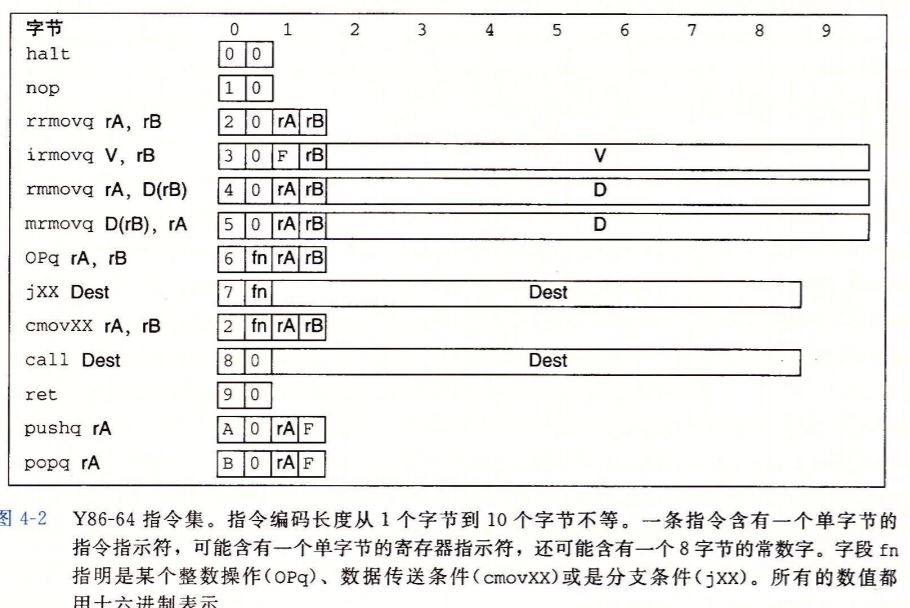 字节 0 1 2 3 4 5 6 7 8 9
halt 0 0
nop 1 0
rrmovq rA, rB 2 0 rA rB
irmovq V, rB 3 0 F rB V
rmmovq rA, D(rB) 4 0 rA rB D
mrmovq D(rB), rA 5 0 rA rB D
OPq rA, rB 6 fn rA rB
jXX Dest 7 fn Dest
cmovXX rA, rB 2 fn rA rB
call Dest 8 0 Dest
ret 9 0
pushq rA A 0 rA F
popq rA B 0 rA F
图 4-2 Y86-64 指令集。指令编码长度从 1 个字节到 10 个字节不等。一条指令含有一个单字节的
指令指示符，可能含有一个单字节的寄存器指示符，还可能含有一个 8 字节的常数字。字段 fn
指明是某个整数操作(OPq)、数据传送条件(cmovXX)或是分支条件(jXX)。所有的数值都
用十六进制表示